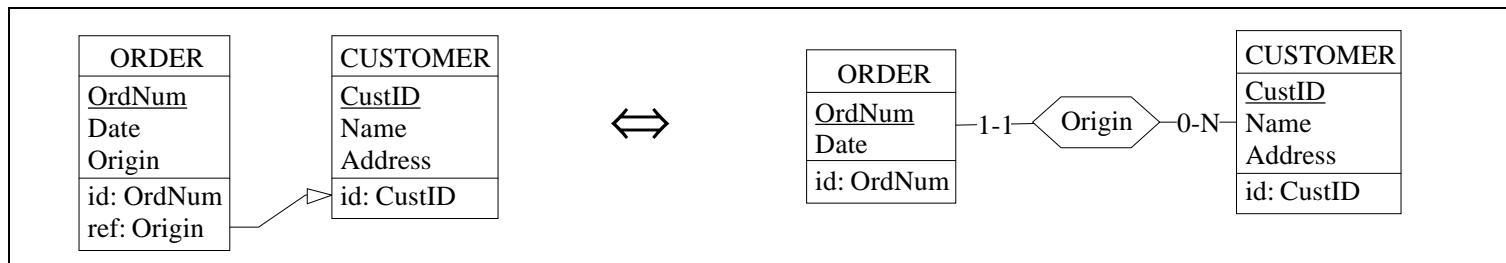 ORDER
OrdNum
Date
Origin
id: OrdNum
ref: Origin
CUSTOMER
CustID
Name
Address
id: CustID
⇔
ORDER
OrdNum
Date
id: OrdNum
1-1
Origin
0-N
CUSTOMER
CustID
Name
Address
id: CustID